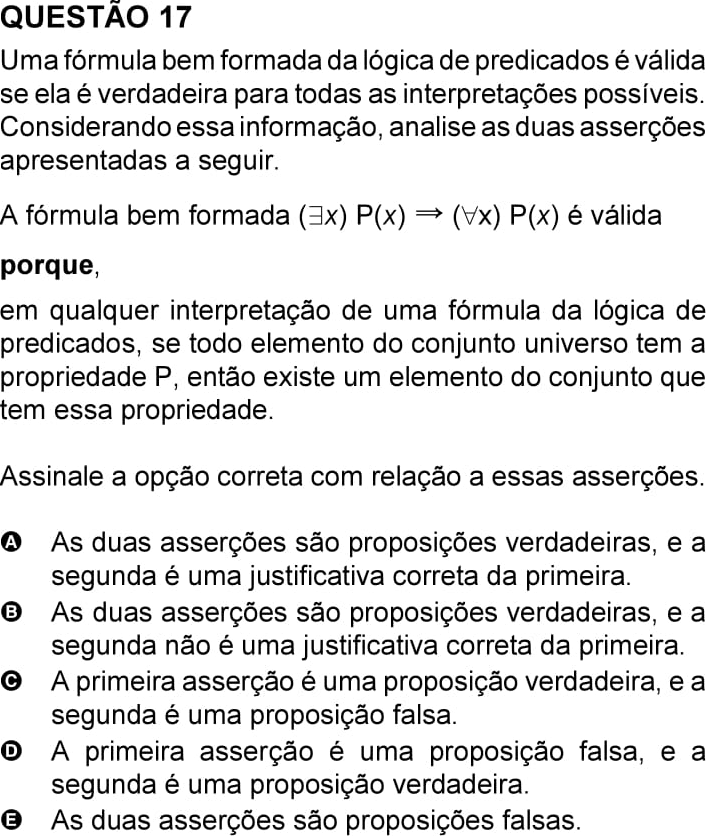 QUESTÃO 17
Uma fórmula bem formada da lógica de predicados é válida
se ela é verdadeira para todas as interpretações possíveis.
Considerando essa informação, analise as duas asserções
apresentadas a seguir.
A fórmula bem formada (∃x) P(x) ⇒ (∀x) P(x) é válida
porque,
em qualquer interpretação de uma fórmula da lógica de
predicados, se todo elemento do conjunto universo tem a
propriedade P, então existe um elemento do conjunto que
tem essa propriedade.
Assinale a opção correta com relação a essas asserções.
A As duas asserções são proposições verdadeiras, e a
segunda é uma justificativa correta da primeira.
B As duas asserções são proposições verdadeiras, e a
segunda não é uma justificativa correta da primeira.
C A primeira asserção é uma proposição verdadeira, e a
segunda é uma proposição falsa.
D A primeira asserção é uma proposição falsa, e a
segunda é uma proposição verdadeira.
E As duas asserções são proposições falsas.